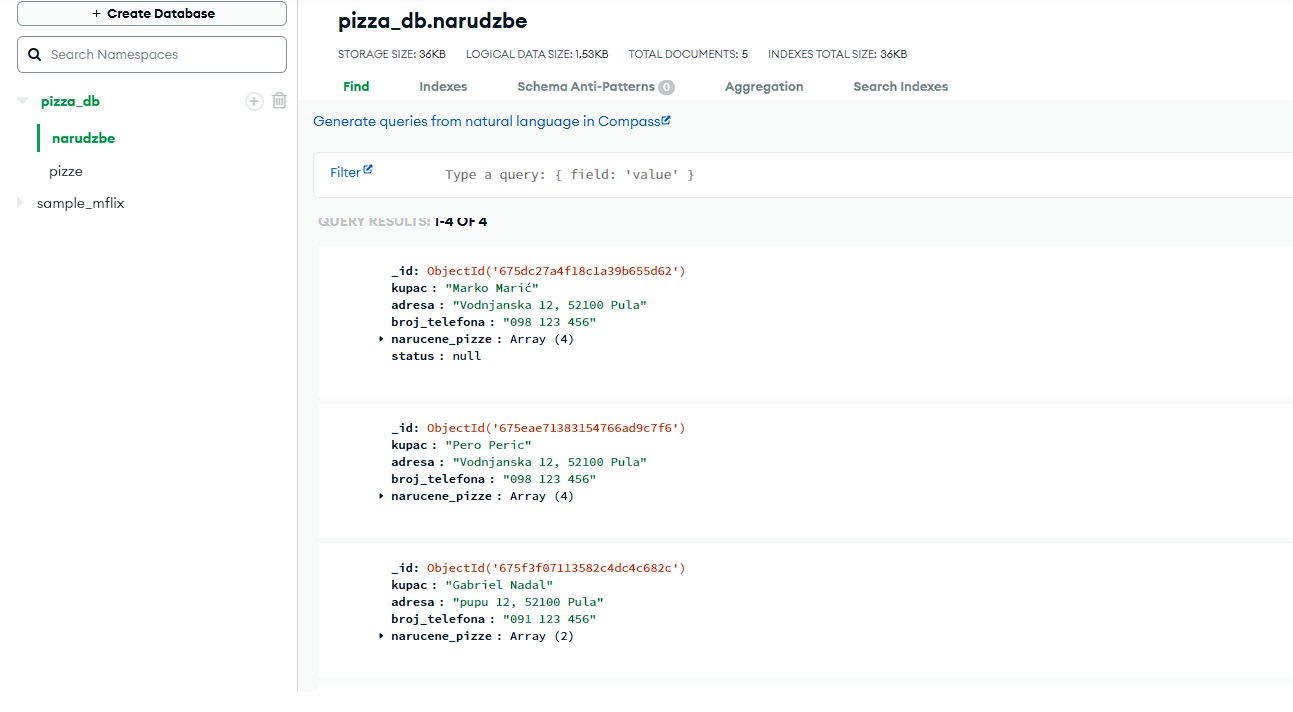 + Create Database
Search Namespaces
pizza_db
narudzbe
pizze
sample_mflix
pizza_db.narudzbe
STORAGE SIZE: 36KB LOGICAL DATA SIZE: 1.53KB TOTAL DOCUMENTS: 5 INDEXES TOTAL SIZE: 36KB
Find Indexes Schema Anti-Patterns 0 Aggregation Search Indexes
Generate queries from natural language in Compass
Filter Type a query: { field: 'value' }
QUERY RESULTS: 1-4 OF 4
_id: ObjectId('675dc27a4f18c1a39b655d62')
kupac : "Marko Marić"
adresa : "Vodnjanska 12, 52100 Pula"
broj_telefona : "098 123 456"
narucene_pizze : Array (4)
status : null
_id: ObjectId('675eae71383154766ad9c7f6')
kupac : "Pero Peric"
adresa : "Vodnjanska 12, 52100 Pula"
broj_telefona : "098 123 456"
narucene_pizze : Array (4)
_id: ObjectId('675f3f07113582c4dc4c682c')
kupac : "Gabriel Nadal"
adresa : "pupu 12, 52100 Pula"
broj_telefona : "091 123 456"
narucene_pizze : Array (2)